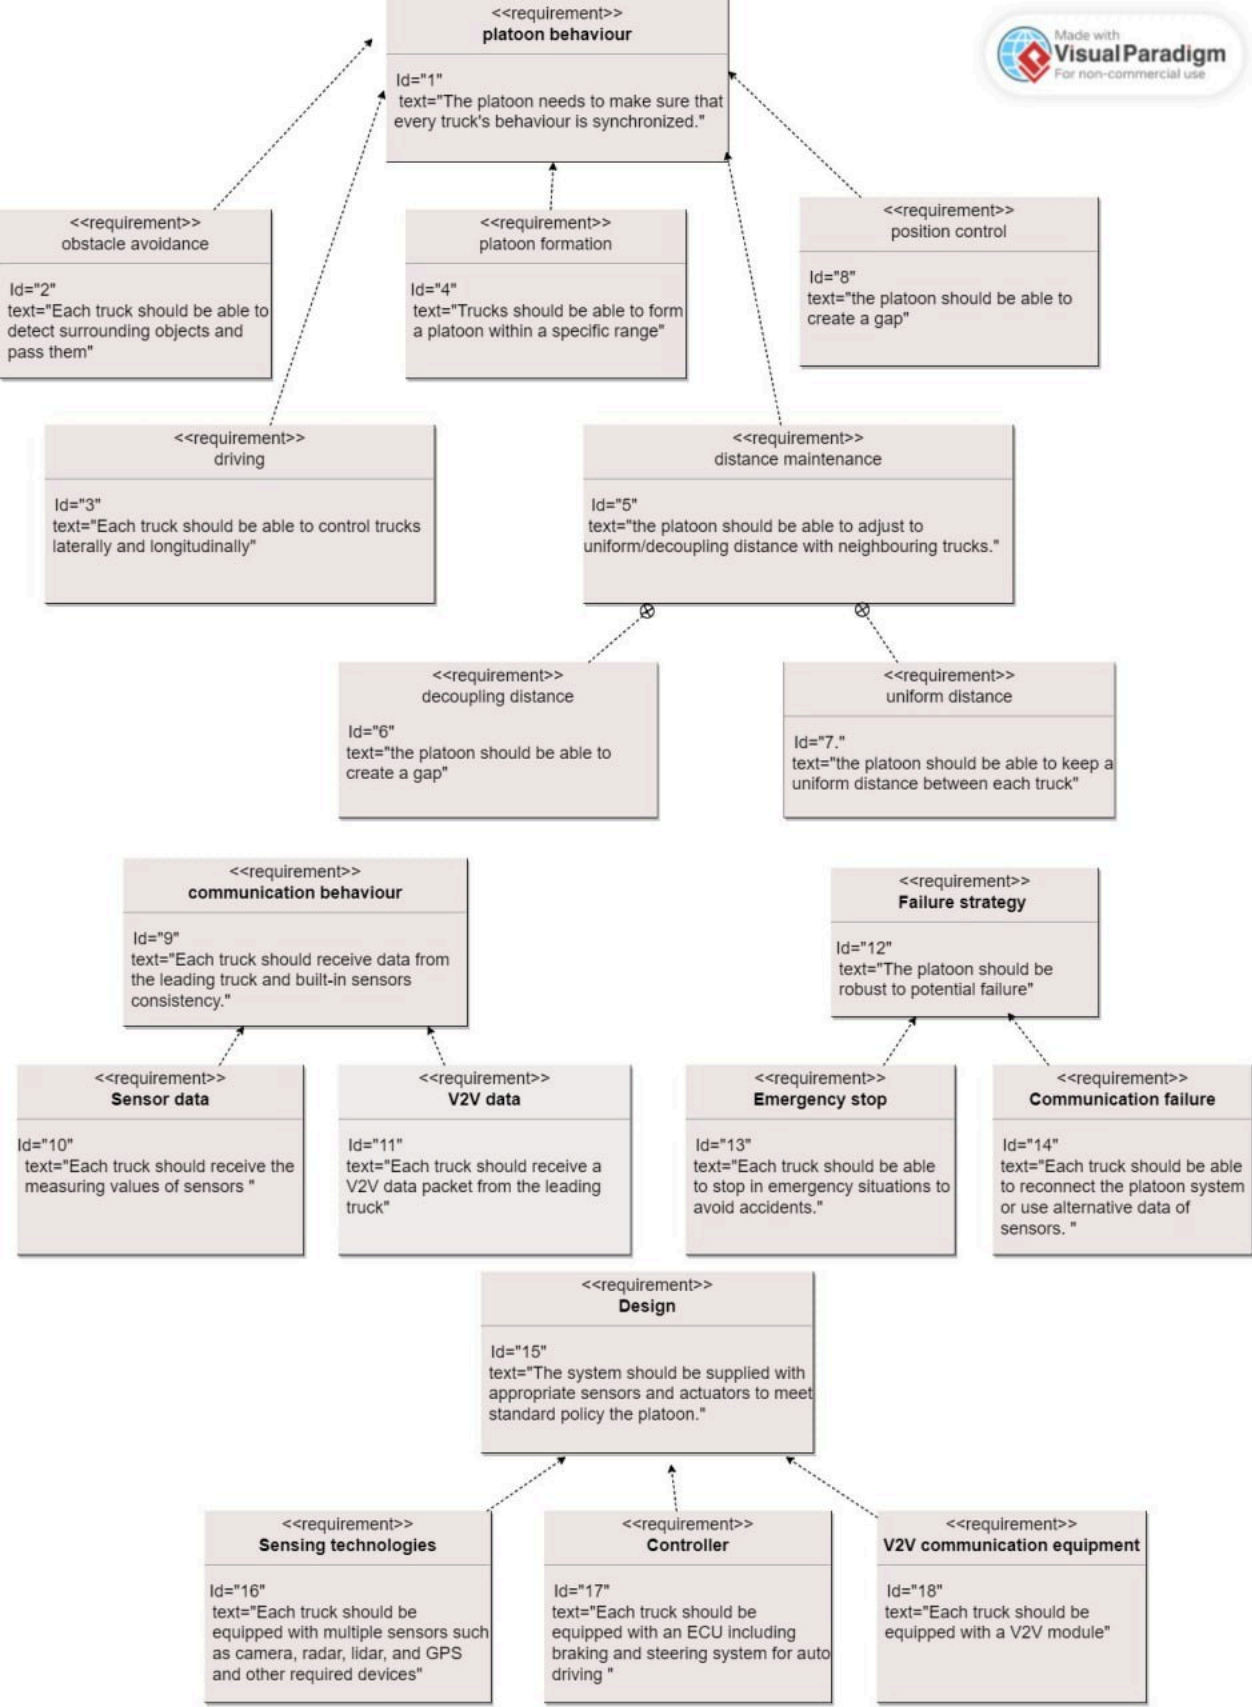 <<requirement>>
platoon behaviour
Id="1"
text="The platoon needs to make sure that
every truck's behaviour is synchronized."
Made with
Visual Paradigm
For non-commercial use
<<requirement>>
obstacle avoidance
Id="2"
text="Each truck should be able to
detect surrounding objects and
pass them"
<<requirement>>
platoon formation
Id="4"
text="Trucks should be able to form
a platoon within a specific range"
<<requirement>>
position control
Id="8"
text="the platoon should be able to
create a gap"
<<requirement>>
driving
Id="3"
text="Each truck should be able to control trucks
laterally and longitudinally"
<<requirement>>
distance maintenance
Id="5"
text="the platoon should be able to adjust to
uniform/decoupling distance with neighbouring trucks."
<<requirement>>
decoupling distance
Id="6"
text="the platoon should be able to
create a gap"
<<requirement>>
uniform distance
Id="7."
text="the platoon should be able to keep a
uniform distance between each truck"
<<requirement>>
communication behaviour
Id="9"
text="Each truck should receive data from
the leading truck and built-in sensors
consistency."
<<requirement>>
Failure strategy
Id="12"
text="The platoon should be
robust to potential failure"
<<requirement>>
Sensor data
Id="10"
text="Each truck should receive the
measuring values of sensors "
<<requirement>>
V2V data
Id="11"
text="Each truck should receive a
V2V data packet from the leading
truck"
<<requirement>>
Emergency stop
Id="13"
text="Each truck should be able
to stop in emergency situations to
avoid accidents."
<<requirement>>
Communication failure
Id="14"
text="Each truck should be able
to reconnect the platoon system
or use alternative data of
sensors. "
<<requirement>>
Design
Id="15"
text="The system should be supplied with
appropriate sensors and actuators to meet
standard policy the platoon."
<<requirement>>
Sensing technologies
Id="16"
text="Each truck should be
equipped with multiple sensors such
as camera, radar, lidar, and GPS
and other required devices"
<<requirement>>
Controller
Id="17"
text="Each truck should be
equipped with an ECU including
braking and steering system for auto
driving "
<<requirement>>
V2V communication equipment
Id="18"
text="Each truck should be
equipped with a V2V module"